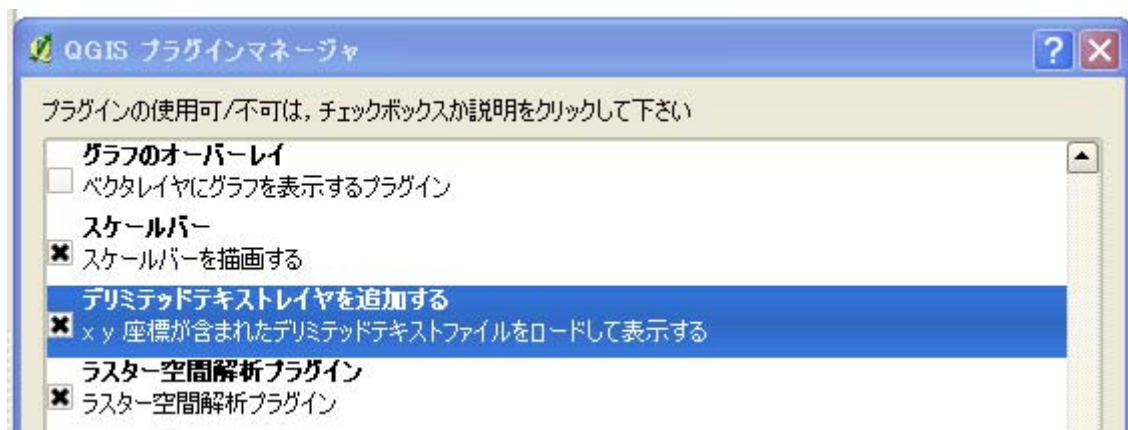 QGIS プラグインマネージャ
プラグインの使用可/不可は, チェックボックスか説明をクリックして下さい
グラフのオーバーレイ
ベクタレイヤにグラフを表示するプラグイン
スケールバー
スケールバーを描画する
デリミテッドテキストレイヤを追加する
x y 座標が含まれたデリミテッドテキストファイルをロードして表示する
ラスター空間解析プラグイン
ラスター空間解析プラグイン